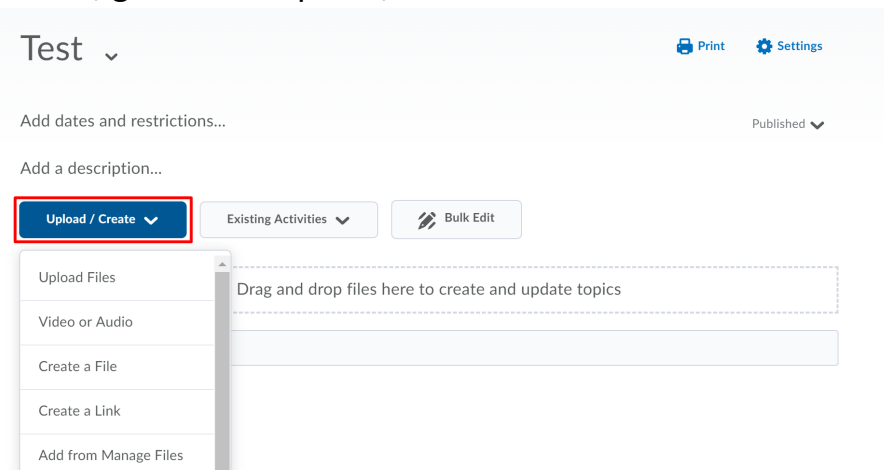 Test
Print
Settings
Add dates and restrictions...
Published
Add a description...
Upload / Create
Existing Activities
Bulk Edit
Upload Files
Drag and drop files here to create and update topics
Video or Audio
Create a File
Create a Link
Add from Manage Files